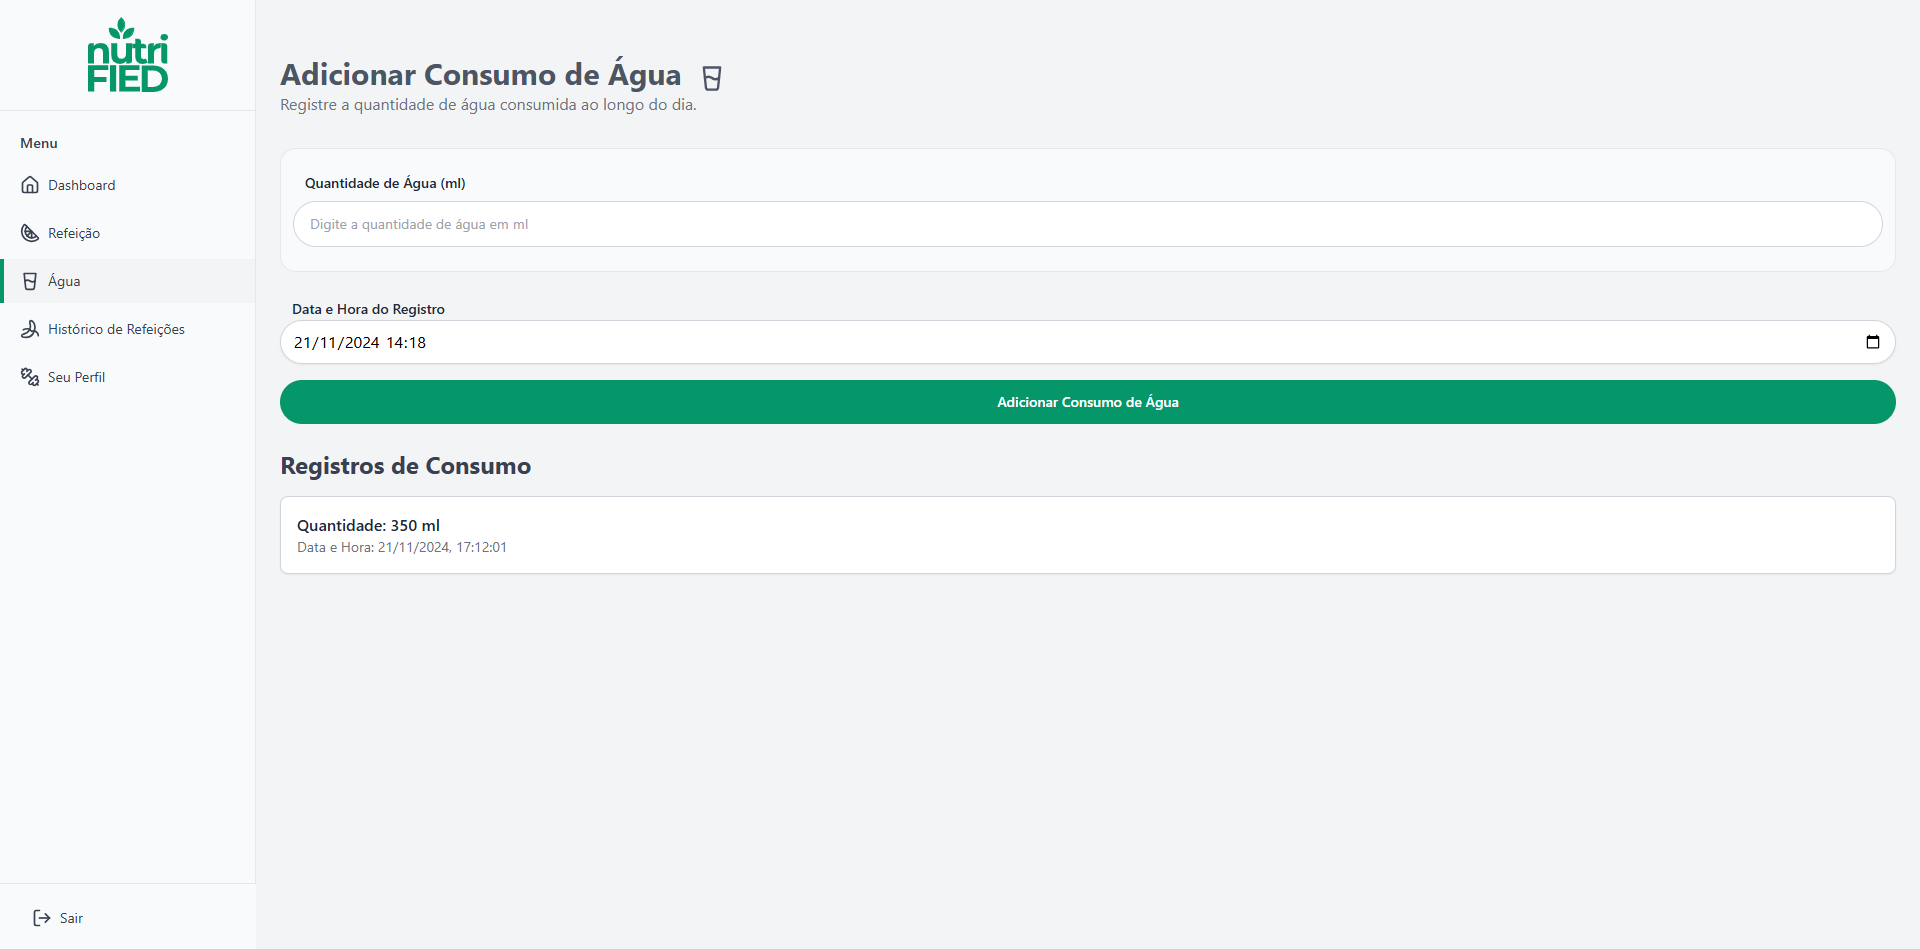 nutri
FIED
Menu
Dashboard
Refeição
Água
Histórico de Refeições
Seu Perfil
Sair
Adicionar Consumo de Água
Registre a quantidade de água consumida ao longo do dia.
Quantidade de Água (ml)
Digite a quantidade de água em ml
Data e Hora do Registro
21/11/2024 14:18
Adicionar Consumo de Água
Registros de Consumo
Quantidade: 350 ml
Data e Hora: 21/11/2024, 17:12:01